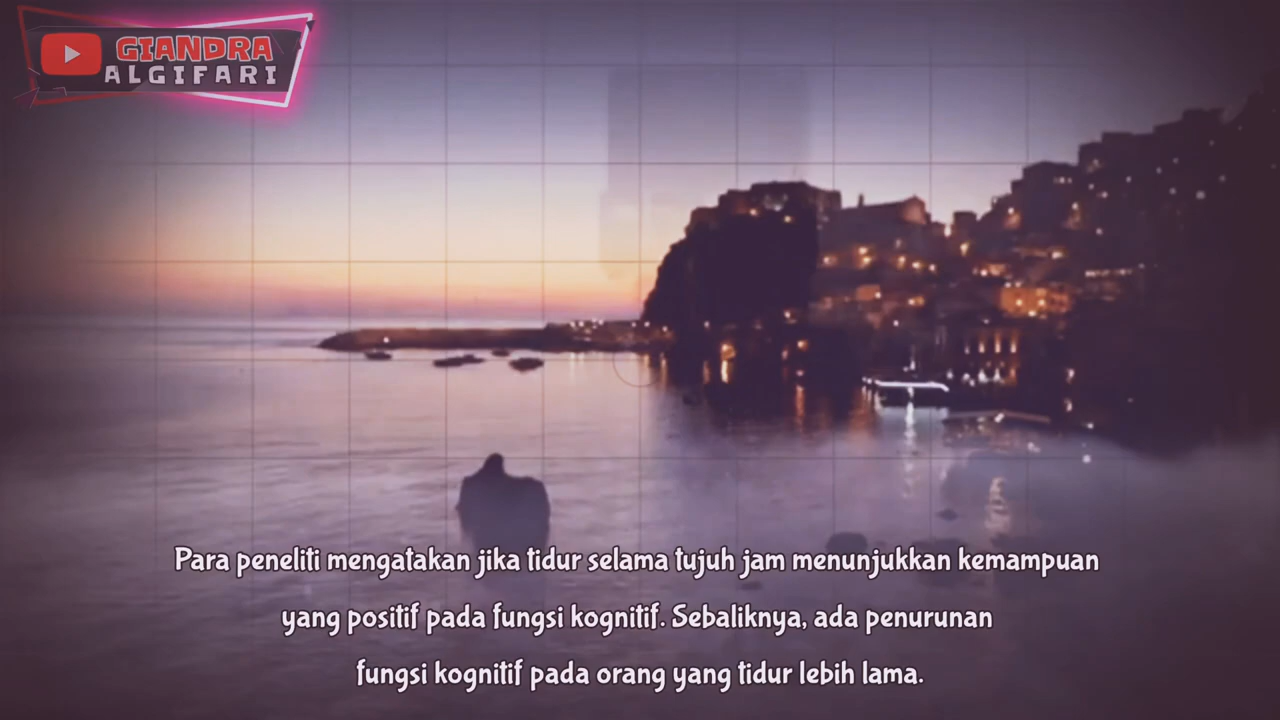 GIANDRA
ALGIFARI
Para peneliti mengatakan jika tidur selama tujuh jam menunjukkan kemampuan
yang positif pada fungsi kognitif. Sebaliknya, ada penurunan
fungsi kognitif pada orang yang tidur lebih lama.